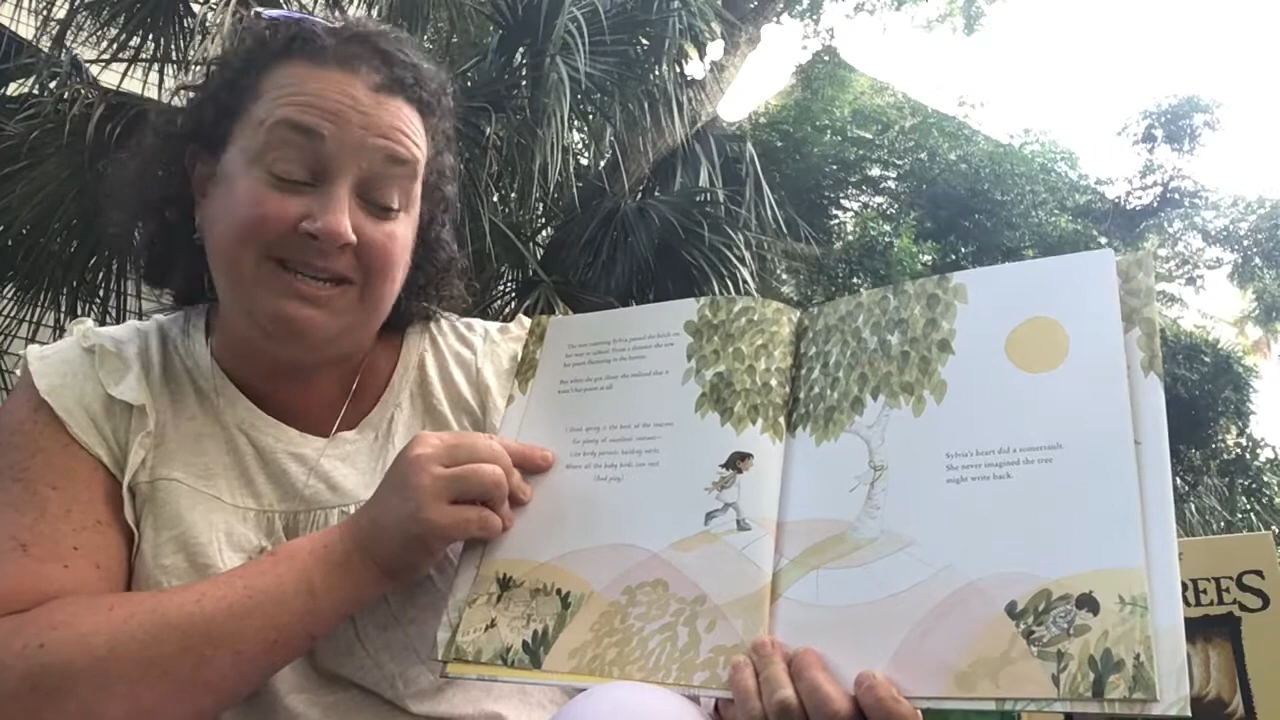 The next morning Sylvia passed the birch on
her way to school. From a distance she saw
her poem fluttering in the breeze.
But when she got closer she realized that it
wasn't her poem at all.
I think spring is the best of the seasons,
For plenty of excellent reasons—
Like birdy parents building nests,
Where all the baby birds can rest.
(And play)
Sylvia's heart did a somersault.
She never imagined she tree
might write back.
REES